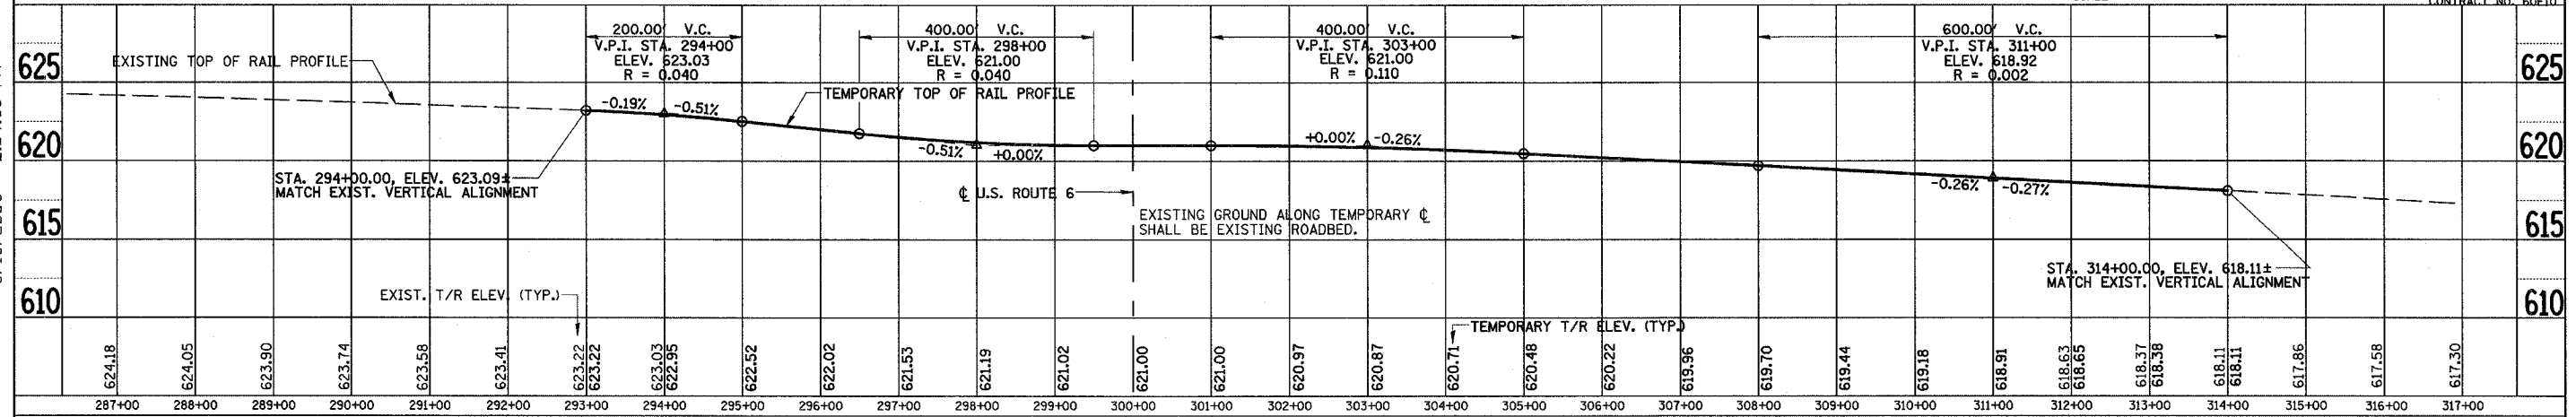 CONTRACT NO. 60F10
200.00' V.C.
V.P.I. STA. 294+00
ELEV. 623.03
R = 0.040
400.00' V.C.
V.P.I. STA. 298+00
ELEV. 621.00
R = 0.040
400.00' V.C.
V.P.I. STA. 303+00
ELEV. 621.00
R = 0.110
600.00' V.C.
V.P.I. STA. 311+00
ELEV. 618.92
R = 0.002
625
EXISTING TOP OF RAIL PROFILE
625
-0.19%
-0.51%
TEMPORARY TOP OF RAIL PROFILE
620
-0.51%
+0.00%
+0.00%
-0.26%
-0.26%
-0.27%
620
STA. 294+00.00, ELEV. 623.09±
MATCH EXIST. VERTICAL ALIGNMENT
℄ U.S. ROUTE 6
615
EXISTING GROUND ALONG TEMPORARY ℄
SHALL BE EXISTING ROADBED.
615
STA. 314+00.00, ELEV. 618.11±
MATCH EXIST. VERTICAL ALIGNMENT
610
EXIST. T/R ELEV. (TYP.)
610
TEMPORARY T/R ELEV. (TYP.)
624.18
624.05
623.90
623.74
623.58
623.41
623.22
623.22
623.03
622.95
622.52
622.02
621.53
621.19
621.02
621.00
621.00
620.97
620.87
620.71
620.48
620.22
619.96
619.70
619.44
619.18
618.91
618.63
618.65
618.37
618.38
618.11
618.11
617.86
617.58
617.30
287+00 288+00 289+00 290+00 291+00 292+00 293+00 294+00 295+00 296+00 297+00 298+00 299+00 300+00 301+00 302+00 303+00 304+00 305+00 306+00 307+00 308+00 309+00 310+00 311+00 312+00 313+00 314+00 315+00 316+00 317+00